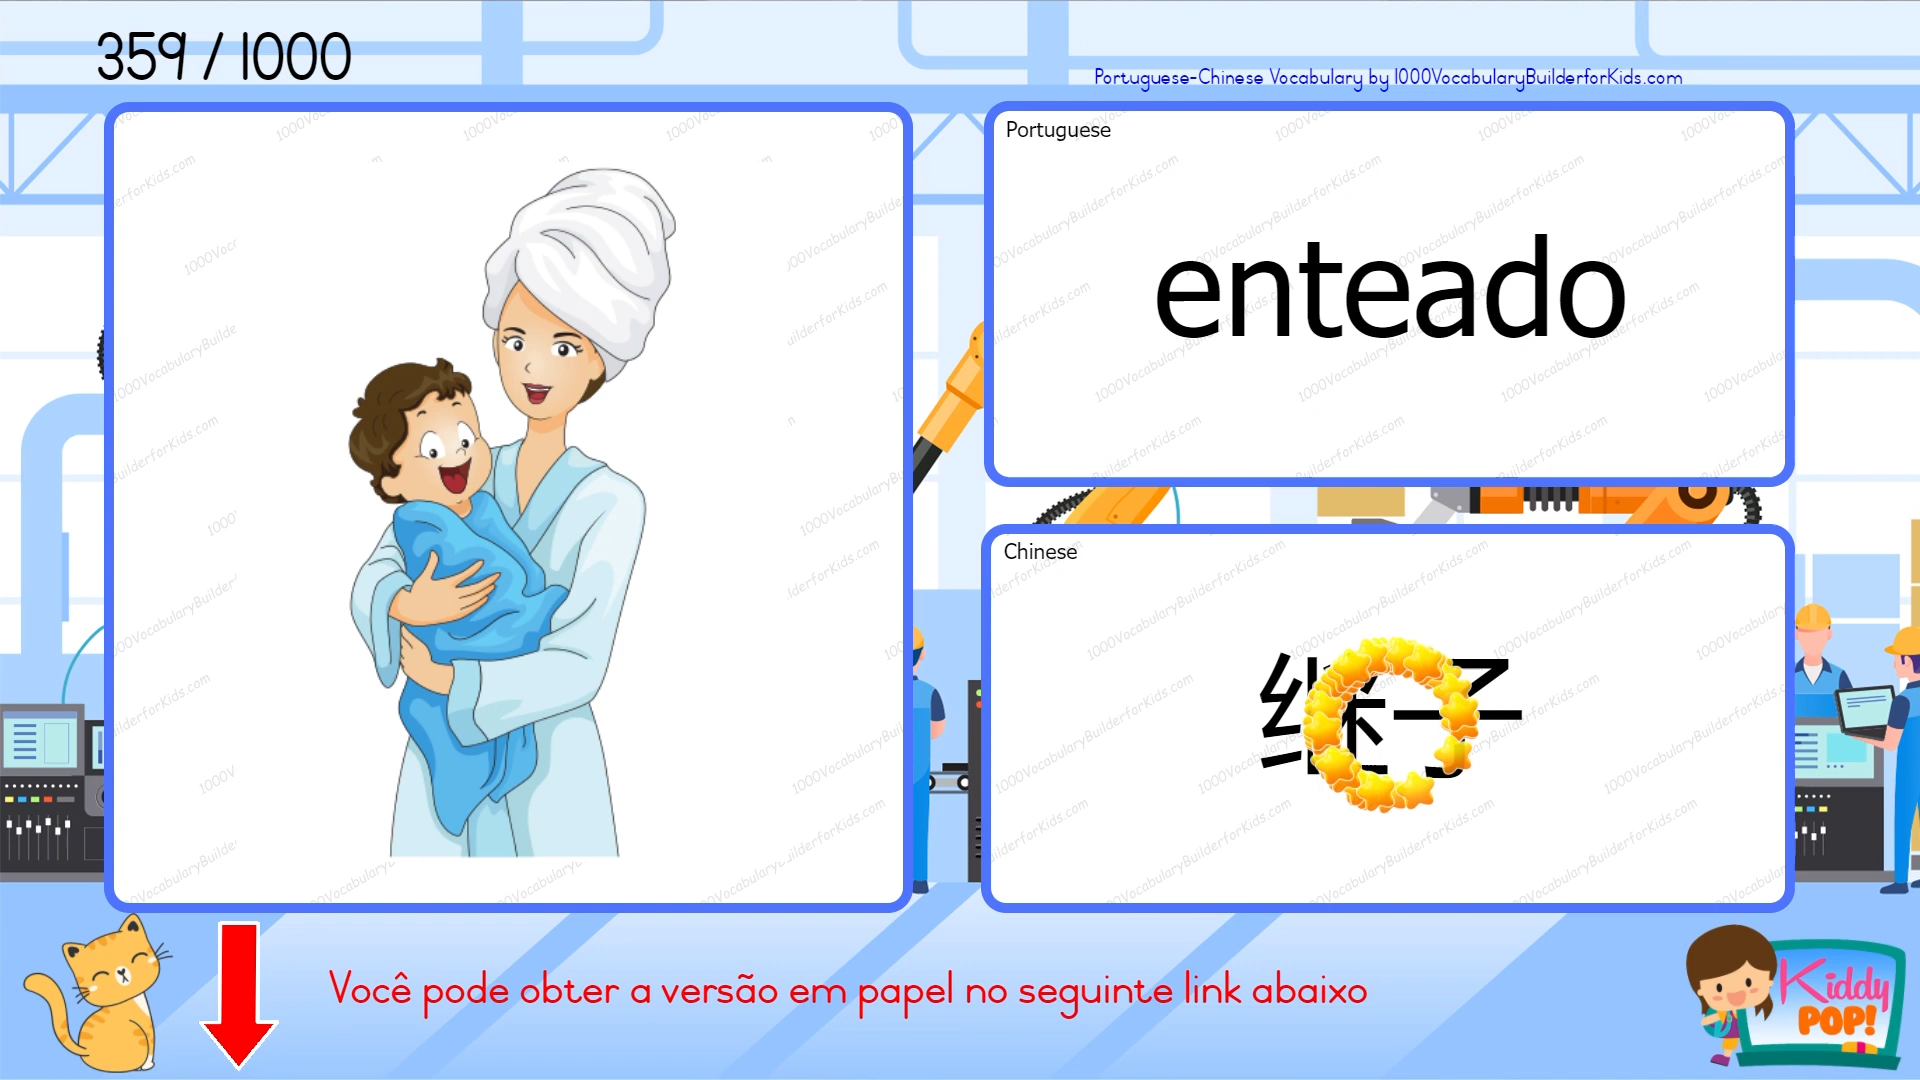 359 / 1000
Portuguese-Chinese Vocabulary by 1000VocabularyBuilderforKids.com
Portuguese
enteado
Chinese
继子
Você pode obter a versão em papel no seguinte link abaixo
Kiddy
POP!